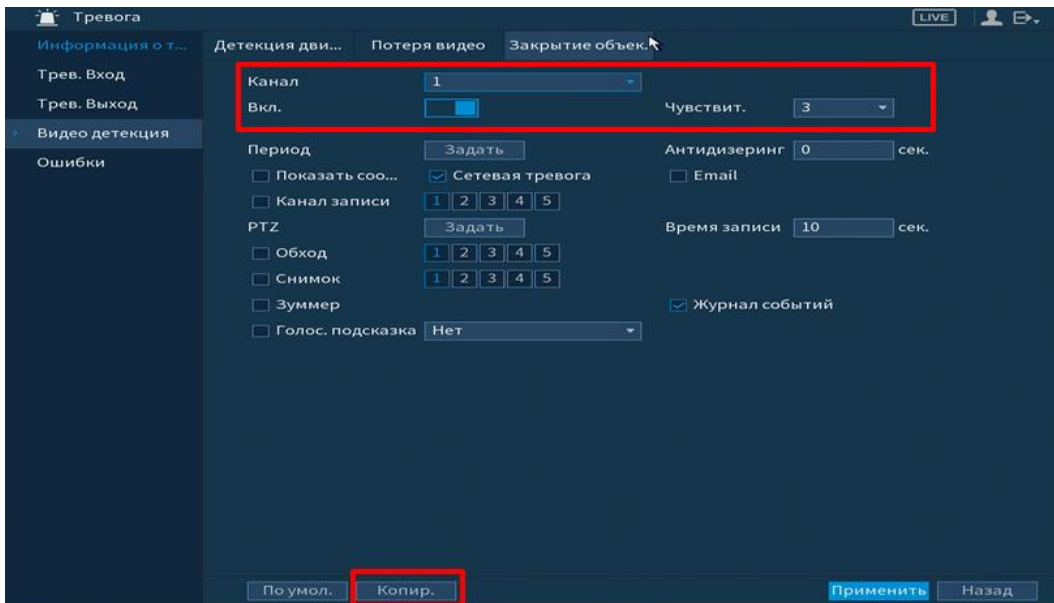 Тревога LIVE
Информация о т... Детекция дви... Потеря видео Закрытие объек.
Трев. Вход
Трев. Выход
Видео детекция
Ошибки
Канал 1
Вкл. Чувствит. 3
Период Задать Антидизеринг 0 сек.
Показать соо... Сетевая тревога Email
Канал записи 1 2 3 4 5
PTZ Задать Время записи 10 сек.
Обход 1 2 3 4 5
Снимок 1 2 3 4 5
Зуммер Журнал событий
Голос. подсказка Нет
По умол. Копир. Применить Назад